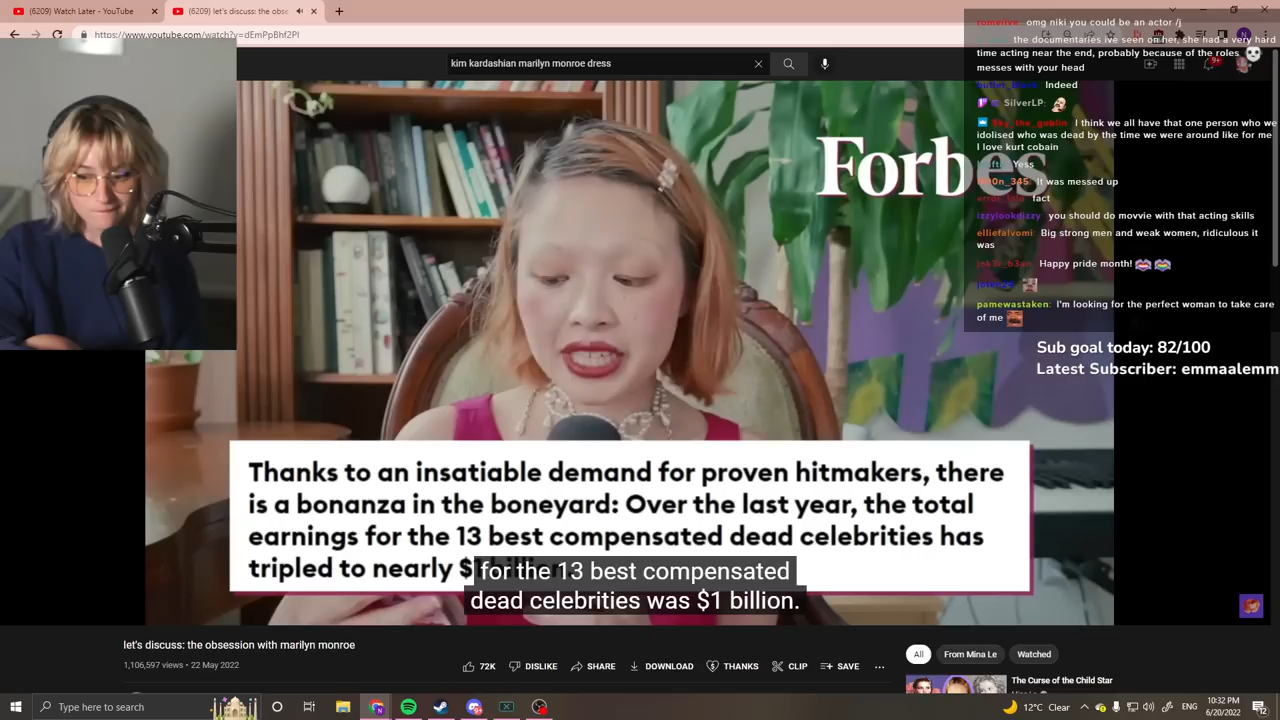 (6209) Watch Later - YouTube
(6209) let's discuss: the obsess
https://www.youtube.com/watch?v=dEmPpBhf2PI
kim kardashian marilyn monroe dress
9+
N
omg niki you could be an actor /j
the documentaries ive seen on her, she had a very hard
time acting near the end, probably because of the roles
messes with your head
Indeed
SilverLP:
Sky_the_goblin I think we all have that one person who we
idolised who was dead by the time we were around like for me
I love kurt cobain
Yess
It was messed up
fact
izzylookdizzy you should do movvie with that acting skills
elliefalvomi Big strong men and weak women, ridiculous it
was
Happy pride month!
pamewastaken: I'm looking for the perfect woman to take care
of me
Forbes
Sub goal today: 82/100
Latest Subscriber: emmaalemm
Thanks to an insatiable demand for proven hitmakers, there
is a bonanza in the boneyard: Over the last year, the total
earnings for the 13 best compensated dead celebrities has
tripled to nearly $1 billion.
for the 13 best compensated
dead celebrities was $1 billion.
let's discuss: the obsession with marilyn monroe
1,106,597 views • 22 May 2022
72K DISLIKE SHARE DOWNLOAD THANKS CLIP SAVE ...
All From Mina Le Watched
The Curse of the Child Star
Type here to search
12°C Clear
10:32 PM
6/20/2022
12